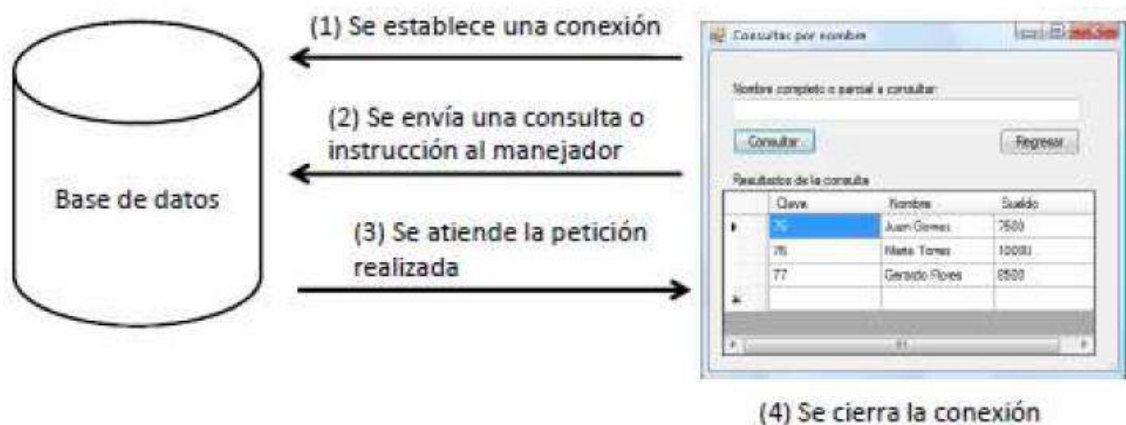 (1) Se establece una conexión
(2) Se envía una consulta o
instrucción al manejador
Base de datos
(3) Se atiende la petición
realizada
Consultas por nombre
Nombre completo o parcial a consultar:
Consultar
Regresar
Resultados de la consulta
Clave Nombre Sueldo
75 Juan Gomez 7500
76 Maria Torres 10000
77 Gerardo Flores 8500
(4) Se cierra la conexión